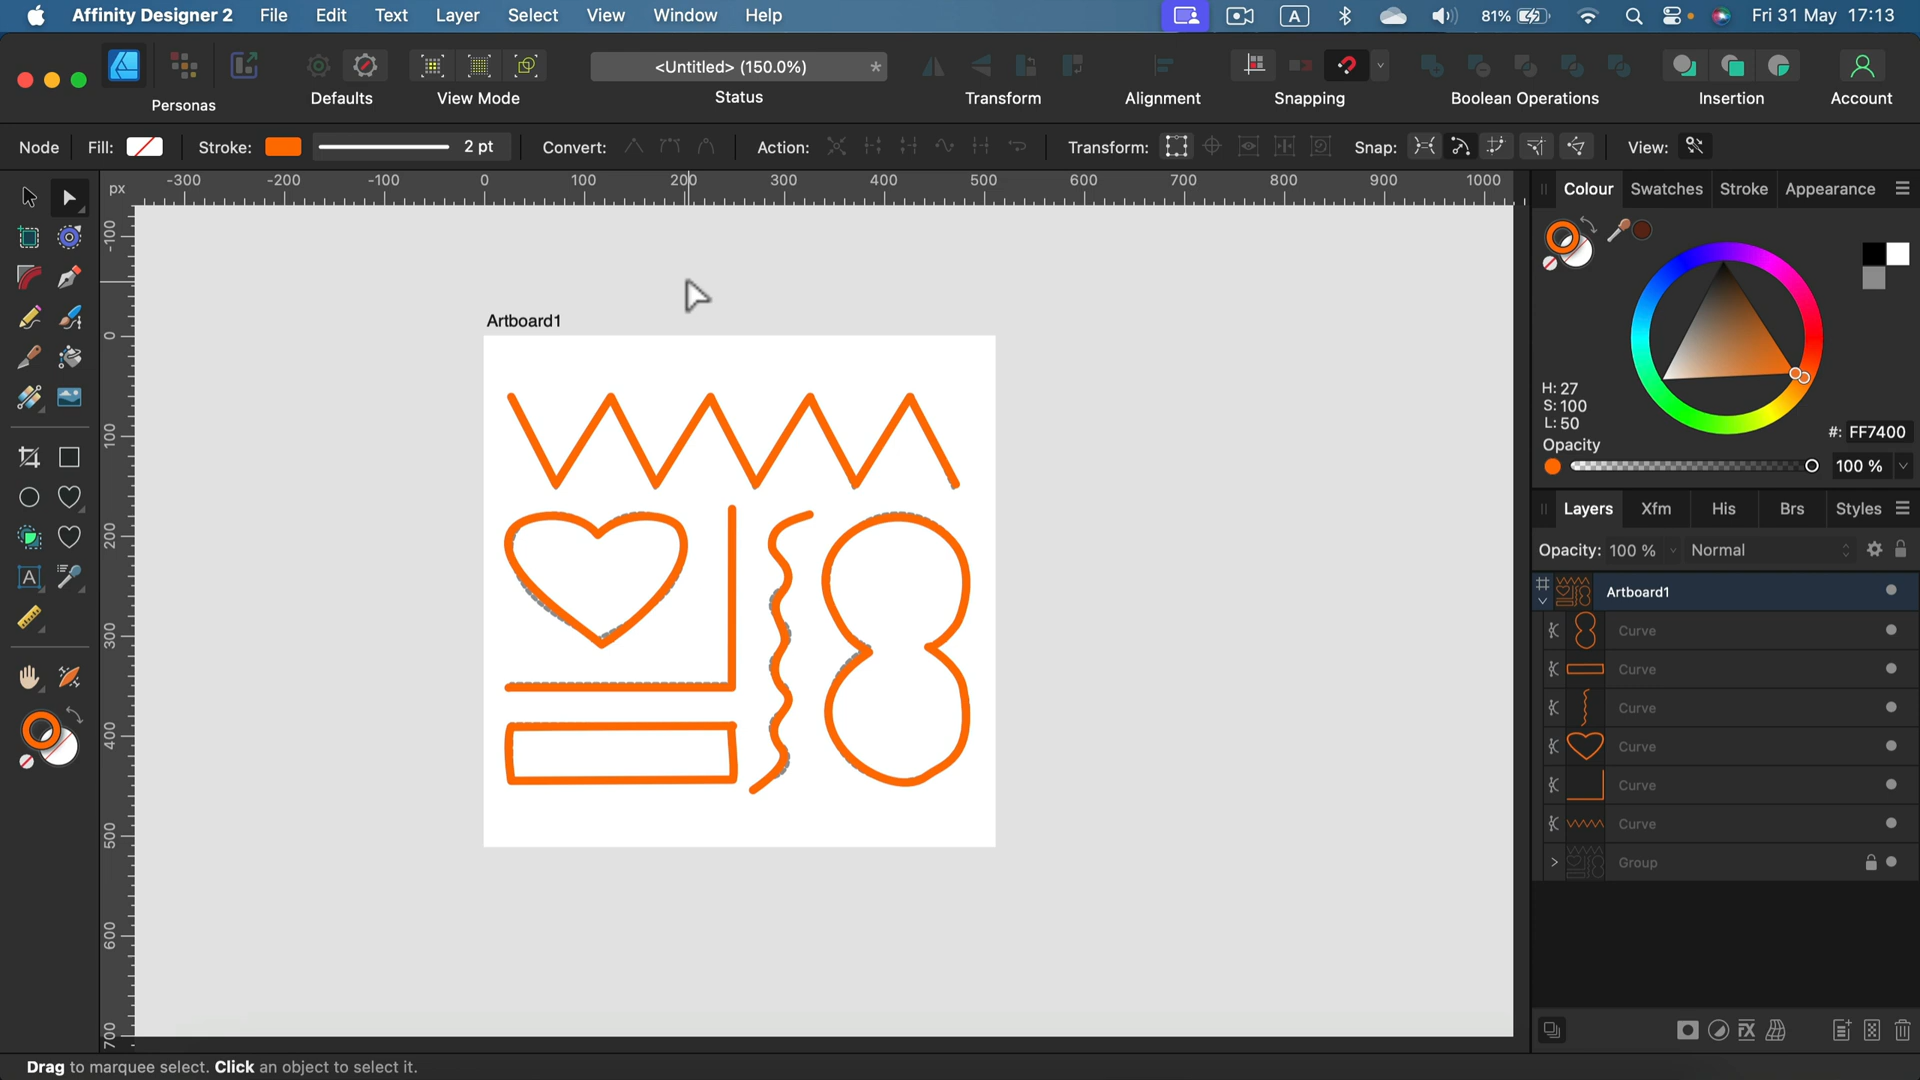 Affinity Designer 2 File Edit Text Layer Select View Window Help A 81% Fri 31 May 17:13
<Untitled> (150.0%) *
Personas Defaults View Mode Status Transform Alignment Snapping Boolean Operations Insertion Account
Node Fill: Stroke: 2 pt Convert: Action: Transform: Snap: View:
px -300 -200 -100 0 100 200 300 400 500 600 700 800 900 1000
Colour Swatches Stroke Appearance
-100
0
100
200
300
400
500
600
700
Artboard1
H: 27
S: 100
L: 50
#: FF7400
Opacity
100 %
Layers Xfm His Brs Styles
Opacity: 100 % Normal
Artboard1
Curve
Curve
Curve
Curve
Curve
Curve
Group
A
FX
Drag to marquee select. Click an object to select it.